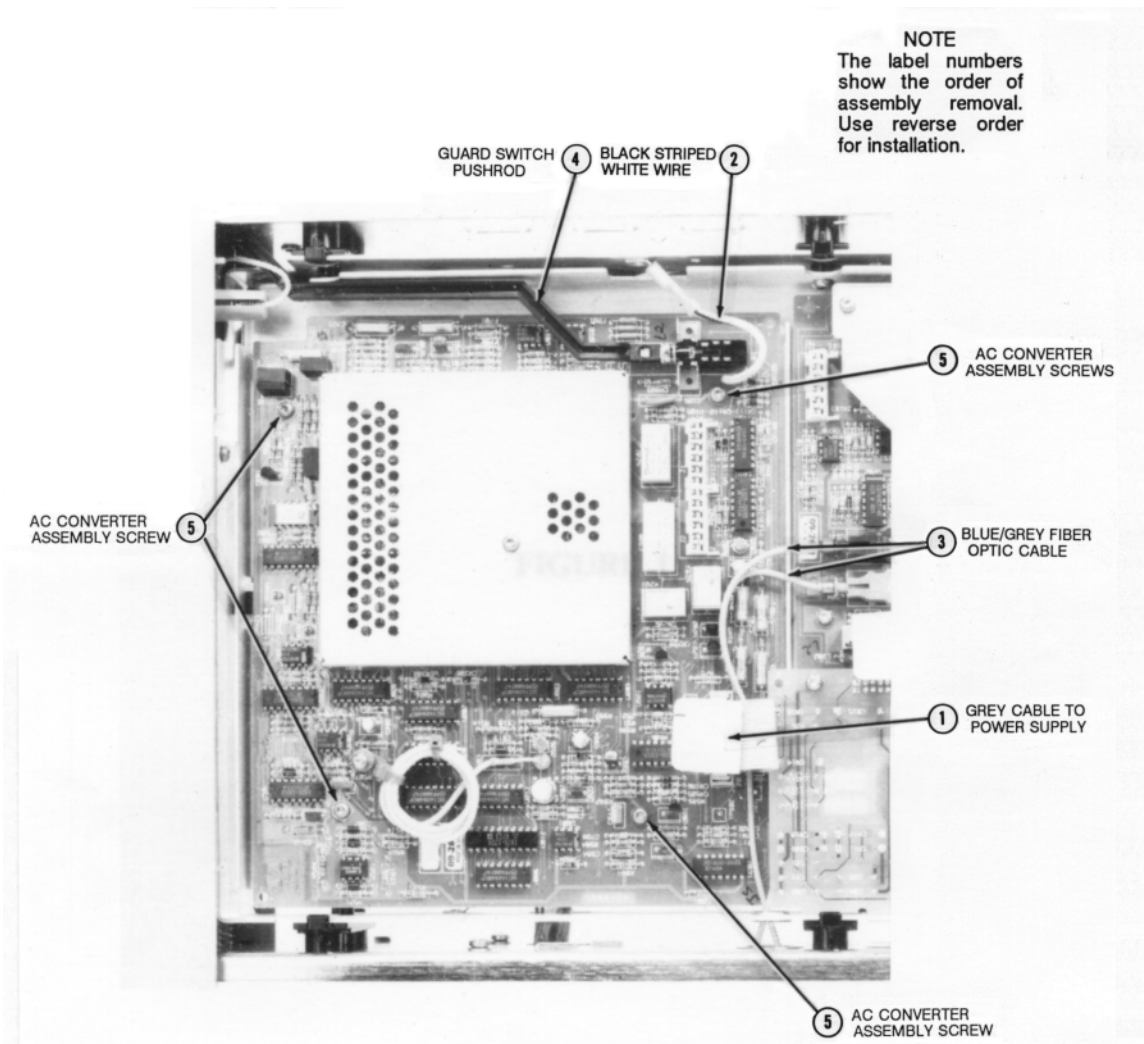 NOTE
The label numbers
show the order of
assembly removal.
Use reverse order
for installation.
GUARD SWITCH
PUSHROD
4
BLACK STRIPED
WHITE WIRE
2
5
AC CONVERTER
ASSEMBLY SCREWS
AC CONVERTER
ASSEMBLY SCREW
5
3
BLUE/GREY FIBER
OPTIC CABLE
FIGURE
1
GREY CABLE TO
POWER SUPPLY
5
AC CONVERTER
ASSEMBLY SCREW